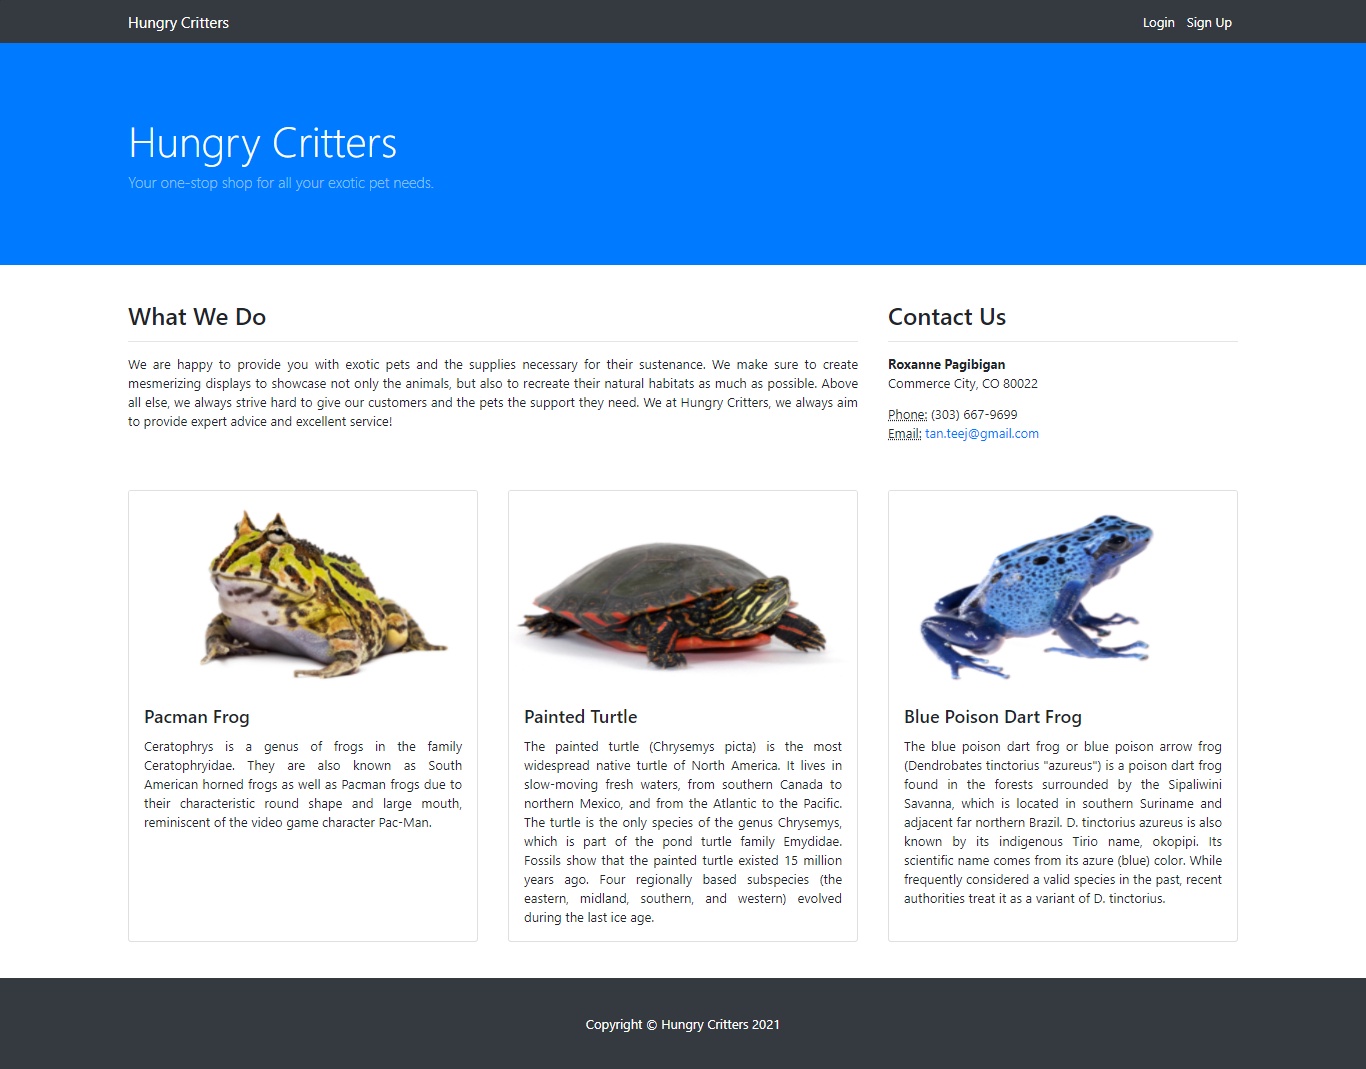 Hungry Critters
Login Sign Up
Hungry Critters
Your one-stop shop for all your exotic pet needs.
What We Do
We are happy to provide you with exotic pets and the supplies necessary for their sustenance. We make sure to create
mesmerizing displays to showcase not only the animals, but also to recreate their natural habitats as much as possible. Above
all else, we always strive hard to give our customers and the pets the support they need. We at Hungry Critters, we always aim
to provide expert advice and excellent service!
Contact Us
Roxanne Pagibigan
Commerce City, CO 80022
Phone: (303) 667-9699
Email: tan.teej@gmail.com
Pacman Frog
Ceratophrys is a genus of frogs in the family
Ceratophryidae. They are also known as South
American horned frogs as well as Pacman frogs due to
their characteristic round shape and large mouth,
reminiscent of the video game character Pac-Man.
Painted Turtle
The painted turtle (Chrysemys picta) is the most
widespread native turtle of North America. It lives in
slow-moving fresh waters, from southern Canada to
northern Mexico, and from the Atlantic to the Pacific.
The turtle is the only species of the genus Chrysemys,
which is part of the pond turtle family Emydidae.
Fossils show that the painted turtle existed 15 million
years ago. Four regionally based subspecies (the
eastern, midland, southern, and western) evolved
during the last ice age.
Blue Poison Dart Frog
The blue poison dart frog or blue poison arrow frog
(Dendrobates tinctorius "azureus") is a poison dart frog
found in the forests surrounded by the Sipaliwini
Savanna, which is located in southern Suriname and
adjacent far northern Brazil. D. tinctorius azureus is also
known by its indigenous Tirio name, okopipi. Its
scientific name comes from its azure (blue) color. While
frequently considered a valid species in the past, recent
authorities treat it as a variant of D. tinctorius.
Copyright © Hungry Critters 2021